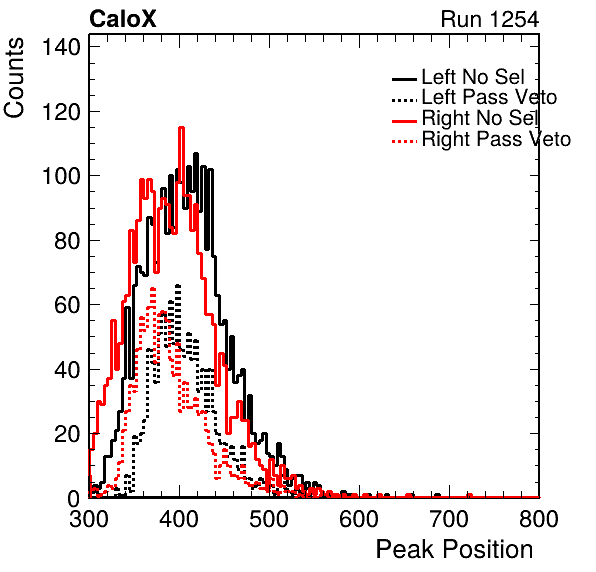 CaloX Run 1254
Counts
140
120
100
80
60
40
20
0
Left No Sel
Left Pass Veto
Right No Sel
Right Pass Veto
300 400 500 600 700 800
Peak Position